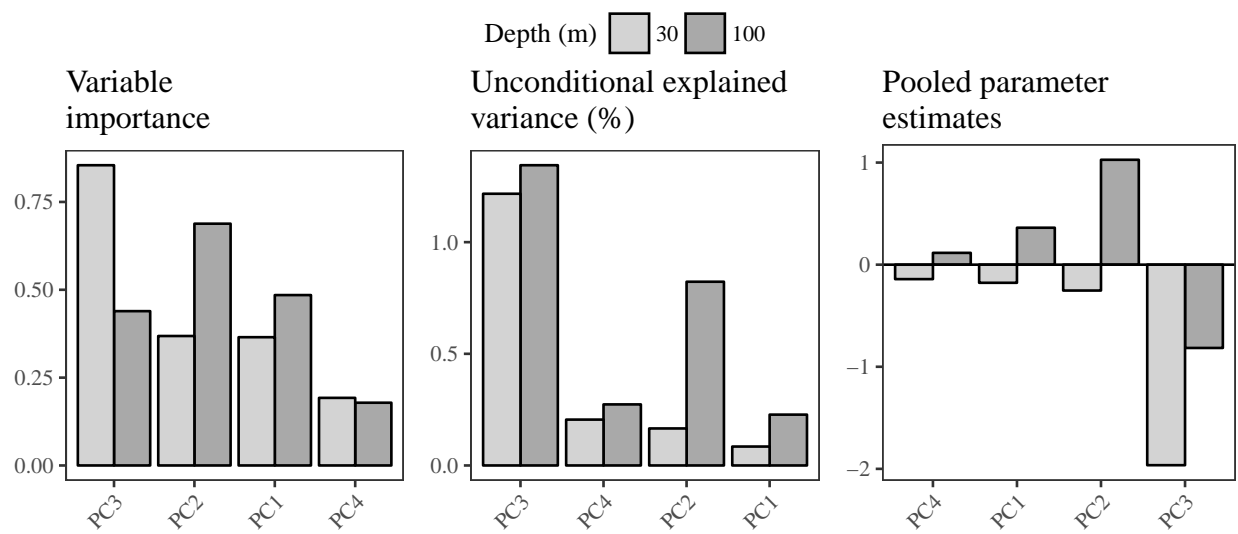 Depth (m) 30 100
Variable
importance
0.75
0.50
0.25
0.00
PC3 PC2 PC1 PC4
Unconditional explained
variance (%)
1.0
0.5
0.0
PC3 PC4 PC2 PC1
Pooled parameter
estimates
1
0
−1
−2
PC4 PC1 PC2 PC3